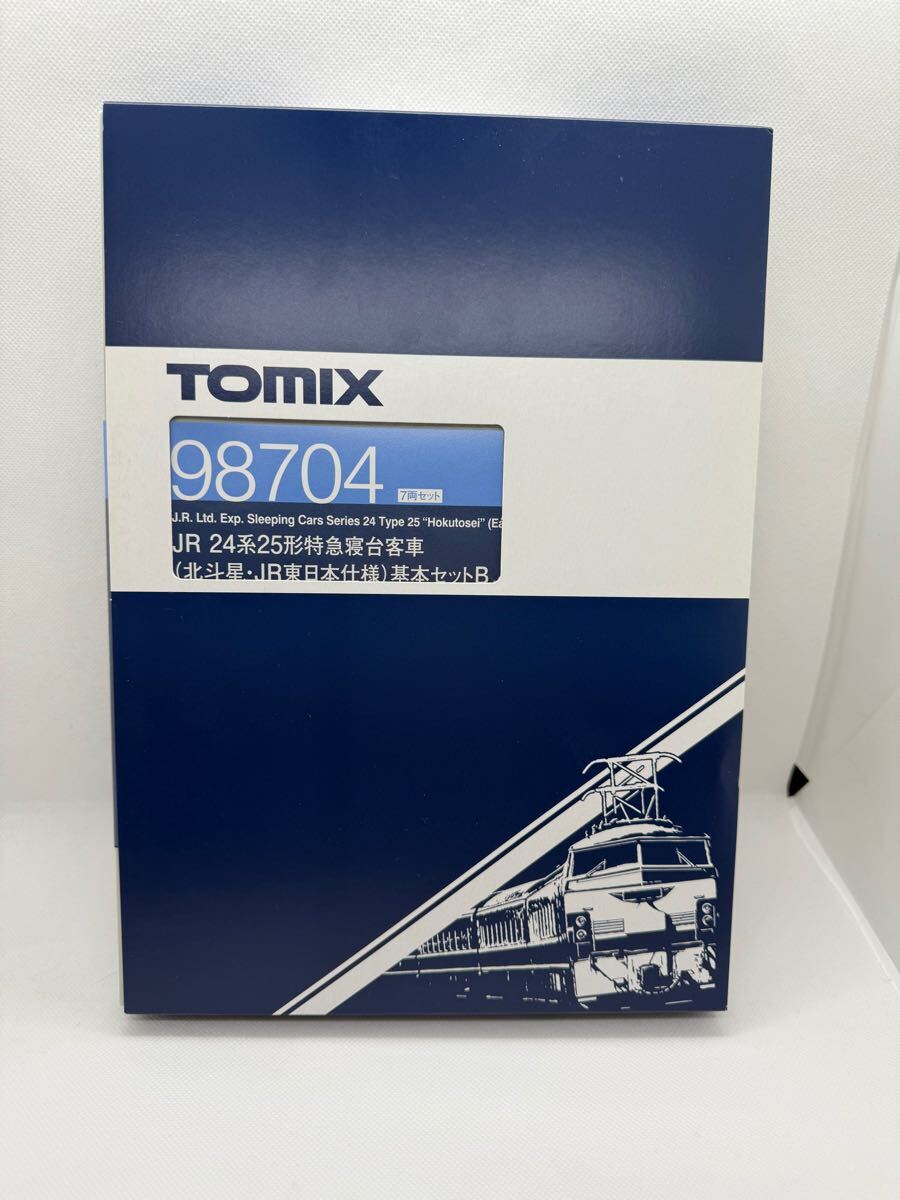 TOMIX
98704
7両セット
J.R. Ltd. Exp. Sleeping Cars Series 24 Type 25 "Hokutosei" (Ea
JR 24系25形特急寝台客車
(北斗星・JR東日本仕様)基本セットB